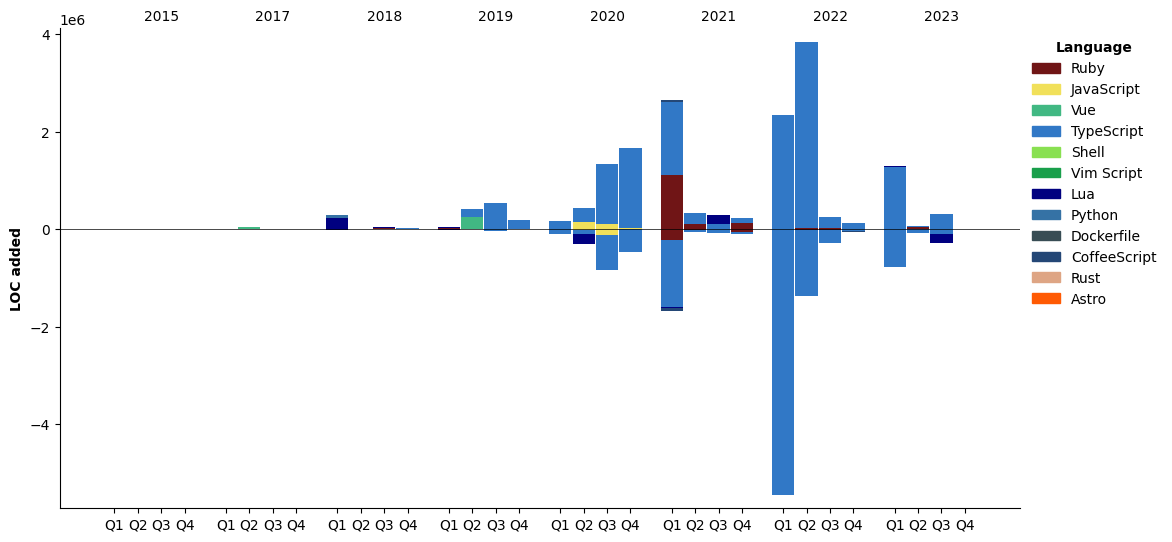 1e6
2015 2017 2018 2019 2020 2021 2022 2023
4
2
0
−2
−4
LOC added
Q1 Q2 Q3 Q4 Q1 Q2 Q3 Q4 Q1 Q2 Q3 Q4 Q1 Q2 Q3 Q4 Q1 Q2 Q3 Q4 Q1 Q2 Q3 Q4 Q1 Q2 Q3 Q4 Q1 Q2 Q3 Q4
Language
Ruby
JavaScript
Vue
TypeScript
Shell
Vim Script
Lua
Python
Dockerfile
CoffeeScript
Rust
Astro